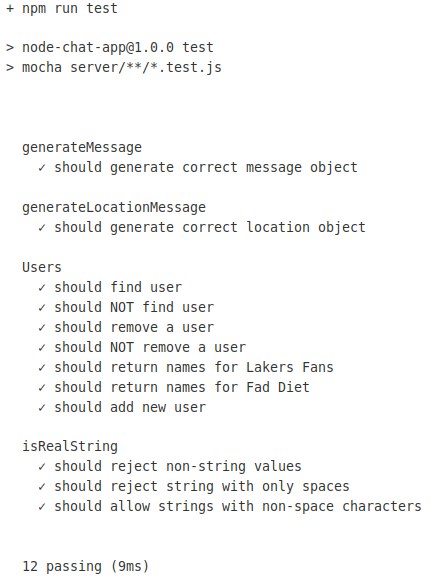 + npm run test
> node-chat-app@1.0.0 test
> mocha server/**/*.test.js
generateMessage
✓ should generate correct message object
generateLocationMessage
✓ should generate correct location object
Users
✓ should find user
✓ should NOT find user
✓ should remove a user
✓ should NOT remove a user
✓ should return names for Lakers Fans
✓ should return names for Fad Diet
✓ should add new user
isRealString
✓ should reject non-string values
✓ should reject string with only spaces
✓ should allow strings with non-space characters
12 passing (9ms)